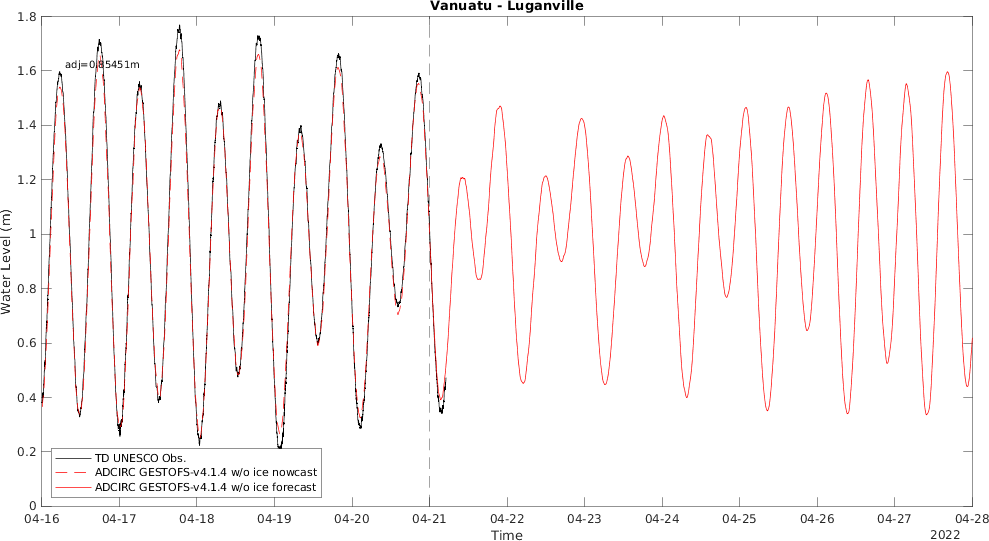 Vanuatu - Luganville
1.8
1.6
1.4
1.2
1
0.8
0.6
0.4
0.2
0
Water Level (m)
adj=0.85451m
TD UNESCO Obs.
ADCIRC GESTOFS-v4.1.4 w/o ice nowcast
ADCIRC GESTOFS-v4.1.4 w/o ice forecast
04-16 04-17 04-18 04-19 04-20 04-21 04-22 04-23 04-24 04-25 04-26 04-27 04-28
Time
2022